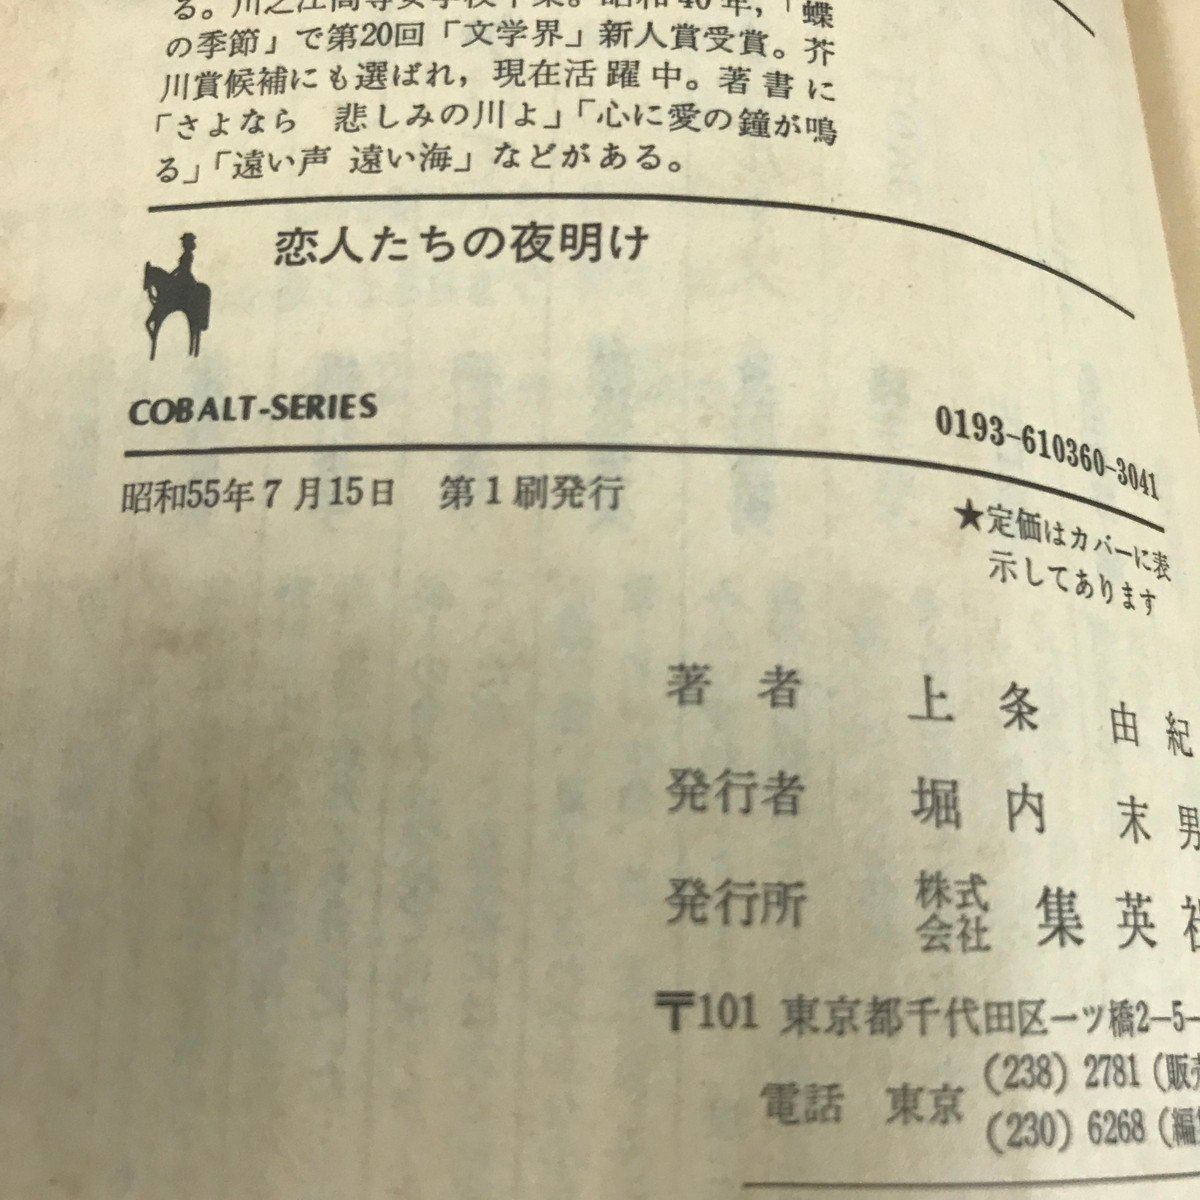 る。川之江高等女学校卒業。昭和40年,「蝶
の季節」で第20回「文学界」新人賞受賞。芥
川賞候補にも選ばれ,現在活躍中。著書に
「さよなら 悲しみの川よ」「心に愛の鐘が鳴
る」「遠い声 遠い海」などがある。
恋人たちの夜明け
COBALT-SERIES
0193-610360-3041
昭和55年7月15日 第1刷発行
★定価はカバーに表
示してあります
著者 上条由紀
発行者 堀内末男
発行所 株式会社 集英社
〒101 東京都千代田区一ツ橋2-5-
電話 東京 (238) 2781 (販売
(230) 6268 (編